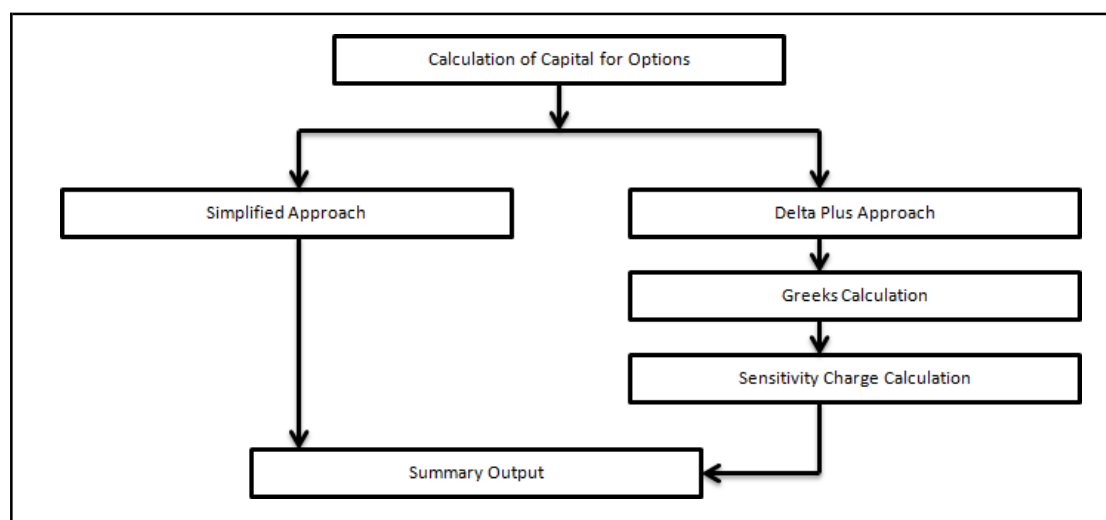 Calculation of Capital for Options
Simplified Approach
Delta Plus Approach
Greeks Calculation
Sensitivity Charge Calculation
Summary Output